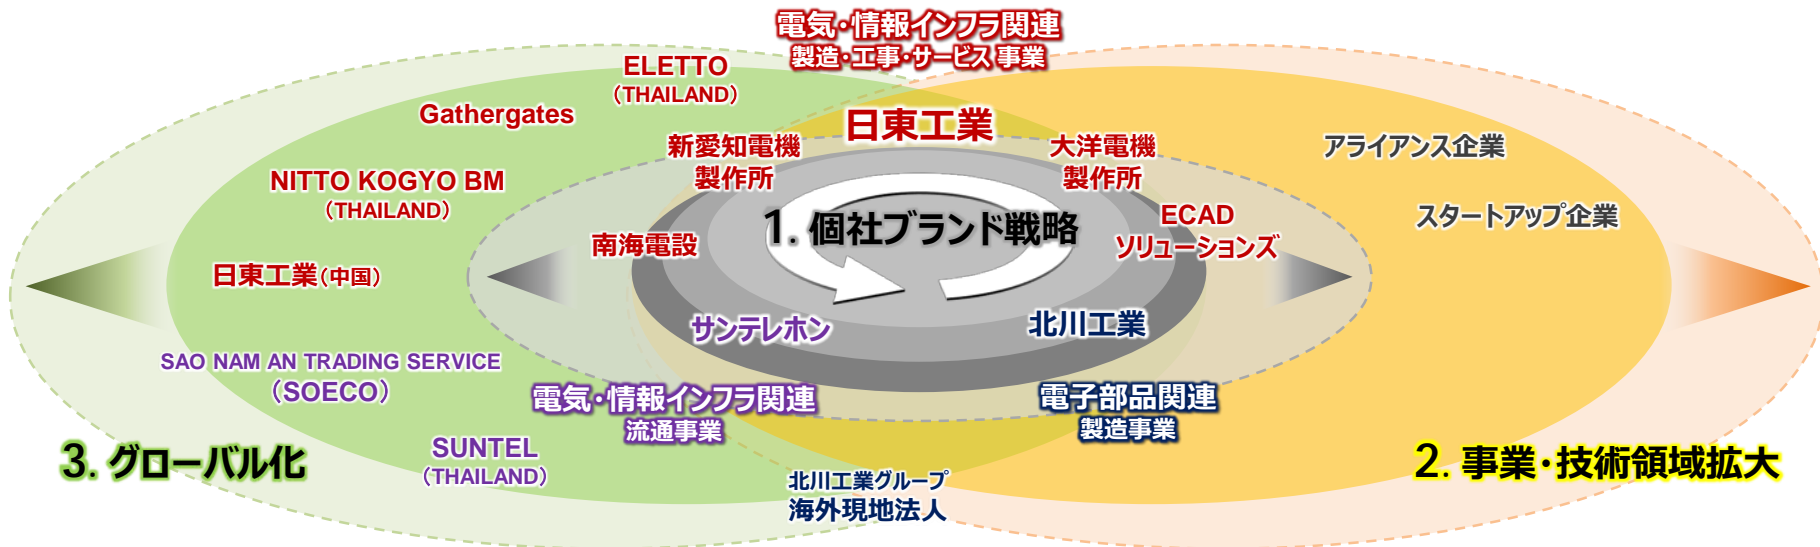 電気・情報インフラ関連
製造・工事・サービス 事業
ELETTO
（THAILAND）
Gathergates
日東工業
新愛知電機
製作所
大洋電機
製作所
アライアンス企業
NITTO KOGYO BM
（THAILAND）
スタートアップ企業
1. 個社ブランド戦略
ECAD
ソリューションズ
南海電設
日東工業（中国）
サンテレホン
北川工業
SAO NAM AN TRADING SERVICE
（SOECO）
電気・情報インフラ関連
流通事業
電子部品関連
製造事業
3. グローバル化
SUNTEL
（THAILAND）
2. 事業・技術領域拡大
北川工業グループ
海外現地法人